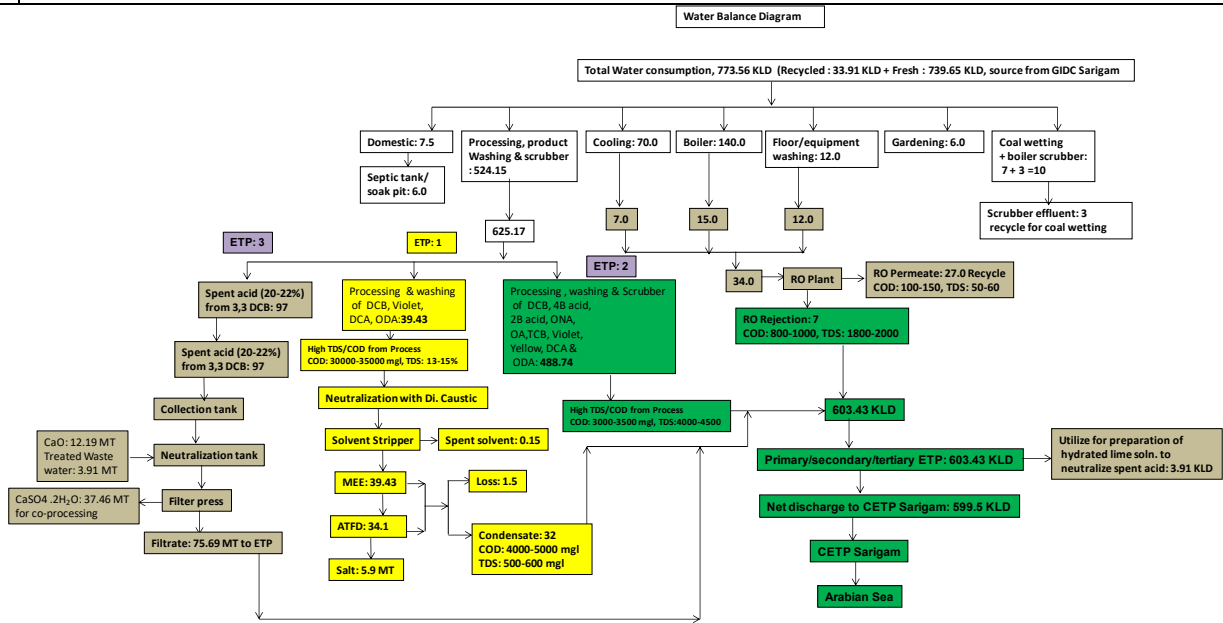 Water Balance Diagram
Total Water consumption, 773.56 KLD (Recycled : 33.91 KLD + Fresh : 739.65 KLD, source from GIDC Sarigam
Domestic: 7.5
Processing, product
Washing & scrubber
: 524.15
Cooling: 70.0
Boiler: 140.0
Floor/equipment
washing: 12.0
Gardening: 6.0
Coal wetting
+ boiler scrubber:
7 + 3 =10
Septic tank/
soak pit: 6.0
Scrubber effluent: 3
recycle for coal wetting
7.0
15.0
12.0
625.17
ETP: 3
ETP: 1
ETP: 2
34.0
RO Plant
RO Permeate: 27.0 Recycle
COD: 100-150, TDS: 50-60
Spent acid (20-22%)
from 3,3 DCB: 97
Processing & washing
of DCB, Violet,
DCA, ODA:39.43
Processing , washing & Scrubber
of DCB, 4B acid,
2B acid, ONA,
OA,TCB, Violet,
Yellow, DCA &
ODA: 488.74
RO Rejection: 7
COD: 800-1000, TDS: 1800-2000
Spent acid (20-22%)
from 3,3 DCB: 97
High TDS/COD from Process
COD: 30000-35000 mgl, TDS: 13-15%
Neutralization with Di. Caustic
Collection tank
High TDS/COD from Process
COD: 3000-3500 mgl, TDS:4000-4500
603.43 KLD
CaO: 12.19 MT
Treated Waste
water: 3.91 MT
Neutralization tank
Solvent Stripper
Spent solvent: 0.15
Primary/secondary/tertiary ETP: 603.43 KLD
Utilize for preparation of
hydrated lime soln. to
neutralize spent acid: 3.91 KLD
MEE: 39.43
Loss: 1.5
CaSO4 .2H2O: 37.46 MT
for co-processing
Filter press
Net discharge to CETP Sarigam: 599.5 KLD
ATFD: 34.1
Condensate: 32
COD: 4000-5000 mgl
TDS: 500-600 mgl
Filtrate: 75.69 MT to ETP
CETP Sarigam
Salt: 5.9 MT
Arabian Sea